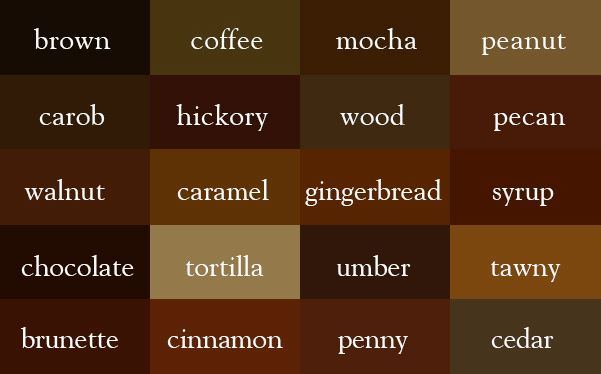 brown coffee mocha peanut
carob hickory wood pecan
walnut caramel gingerbread syrup
chocolate tortilla umber tawny
brunette cinnamon penny cedar